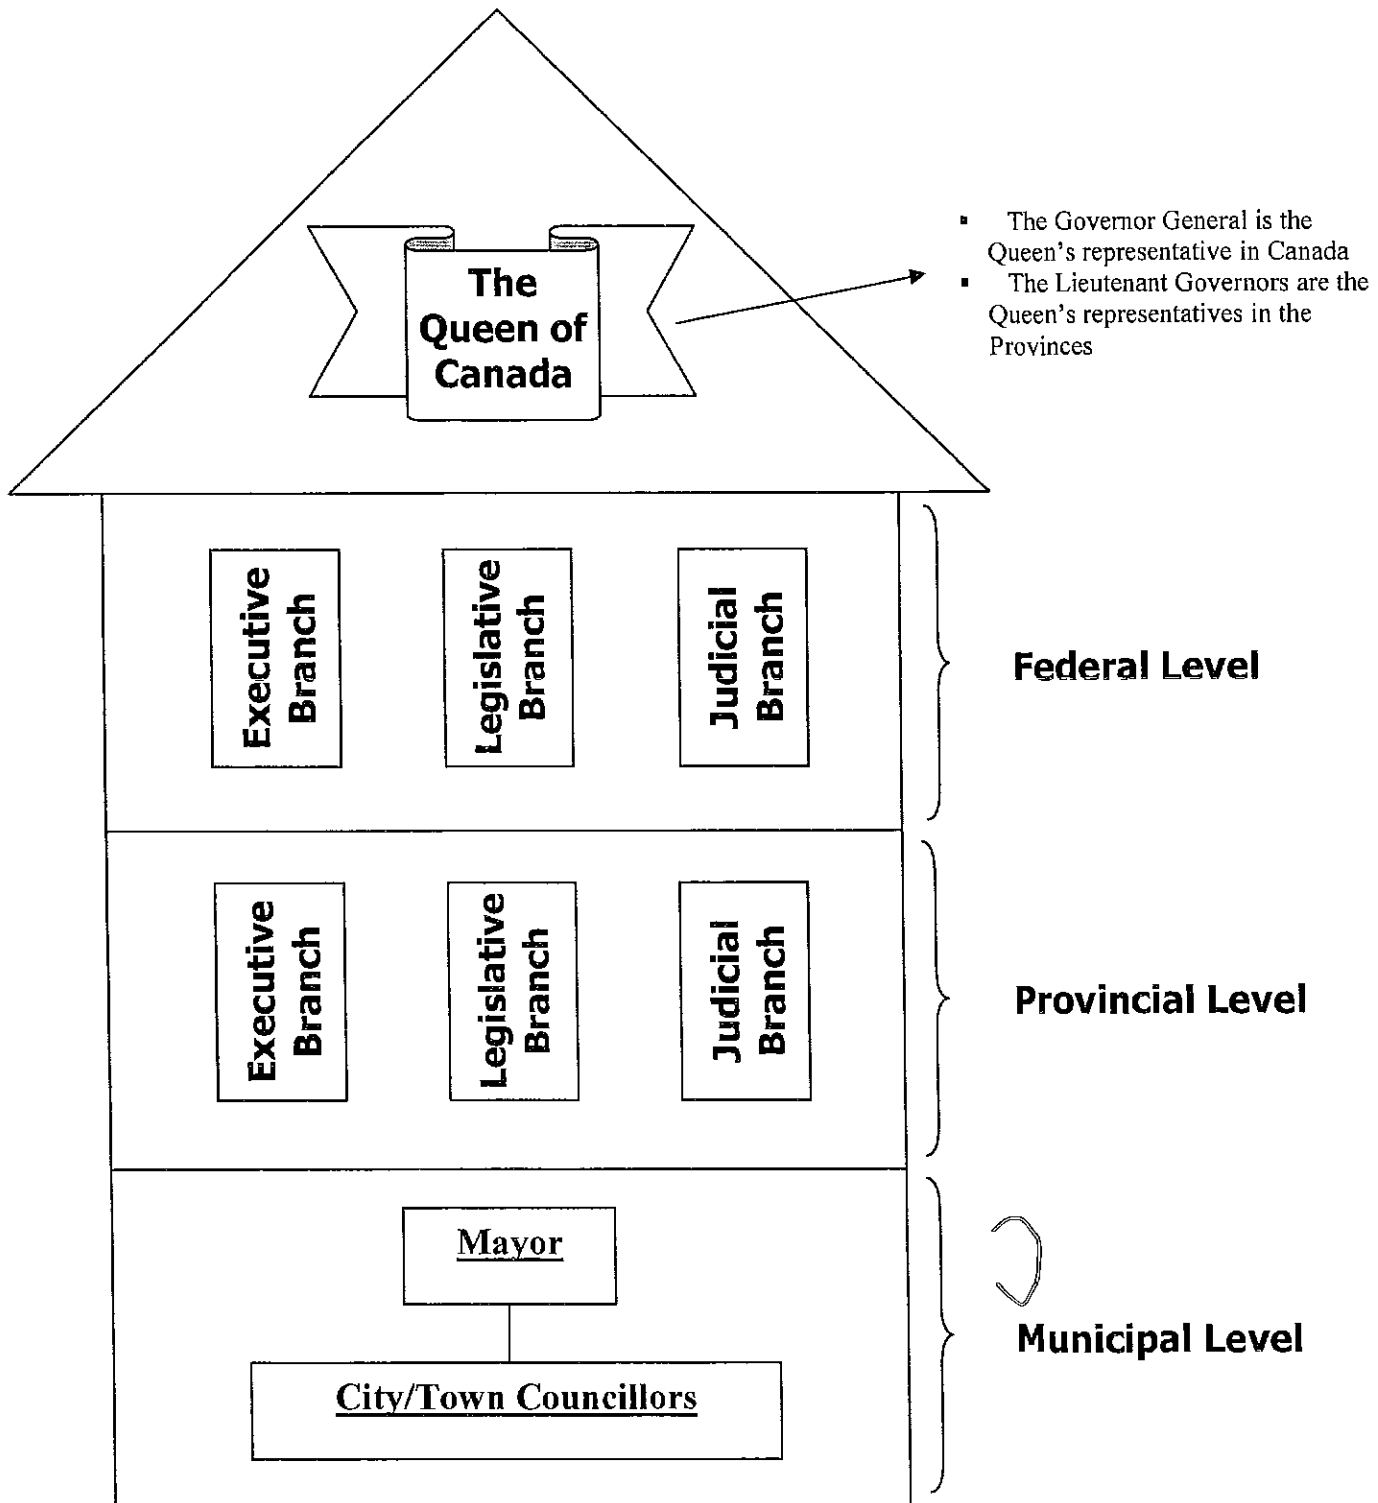 The
Queen of
Canada
▪ The Governor General is the
Queen's representative in Canada
▪ The Lieutenant Governors are the
Queen's representatives in the
Provinces
Executive
Branch
Legislative
Branch
Judicial
Branch
Federal Level
Executive
Branch
Legislative
Branch
Judicial
Branch
Provincial Level
Mayor
City/Town Councillors
Municipal Level